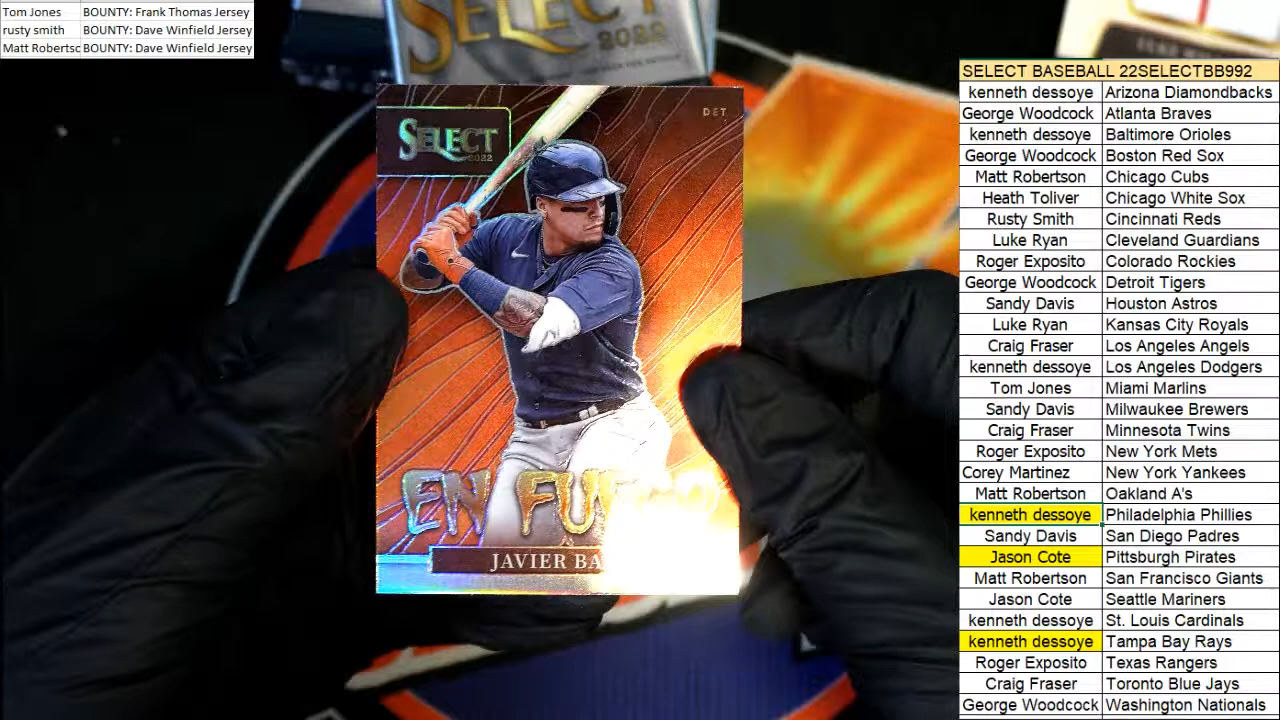 Tom Jones BOUNTY: Frank Thomas Jersey
rusty smith BOUNTY: Dave Winfield Jersey
Matt Robertsc BOUNTY: Dave Winfield Jersey
SELECT
2022
DET
SELECT
2022
EN FU
JAVIER BA
SELECT BASEBALL 22SELECTBB992
kenneth dessoye Arizona Diamondbacks
George Woodcock Atlanta Braves
kenneth dessoye Baltimore Orioles
George Woodcock Boston Red Sox
Matt Robertson Chicago Cubs
Heath Toliver Chicago White Sox
Rusty Smith Cincinnati Reds
Luke Ryan Cleveland Guardians
Roger Exposito Colorado Rockies
George Woodcock Detroit Tigers
Sandy Davis Houston Astros
Luke Ryan Kansas City Royals
Craig Fraser Los Angeles Angels
kenneth dessoye Los Angeles Dodgers
Tom Jones Miami Marlins
Sandy Davis Milwaukee Brewers
Craig Fraser Minnesota Twins
Roger Exposito New York Mets
Corey Martinez New York Yankees
Matt Robertson Oakland A's
kenneth dessoye Philadelphia Phillies
Sandy Davis San Diego Padres
Jason Cote Pittsburgh Pirates
Matt Robertson San Francisco Giants
Jason Cote Seattle Mariners
kenneth dessoye St. Louis Cardinals
kenneth dessoye Tampa Bay Rays
Roger Exposito Texas Rangers
Craig Fraser Toronto Blue Jays
George Woodcock Washington Nationals